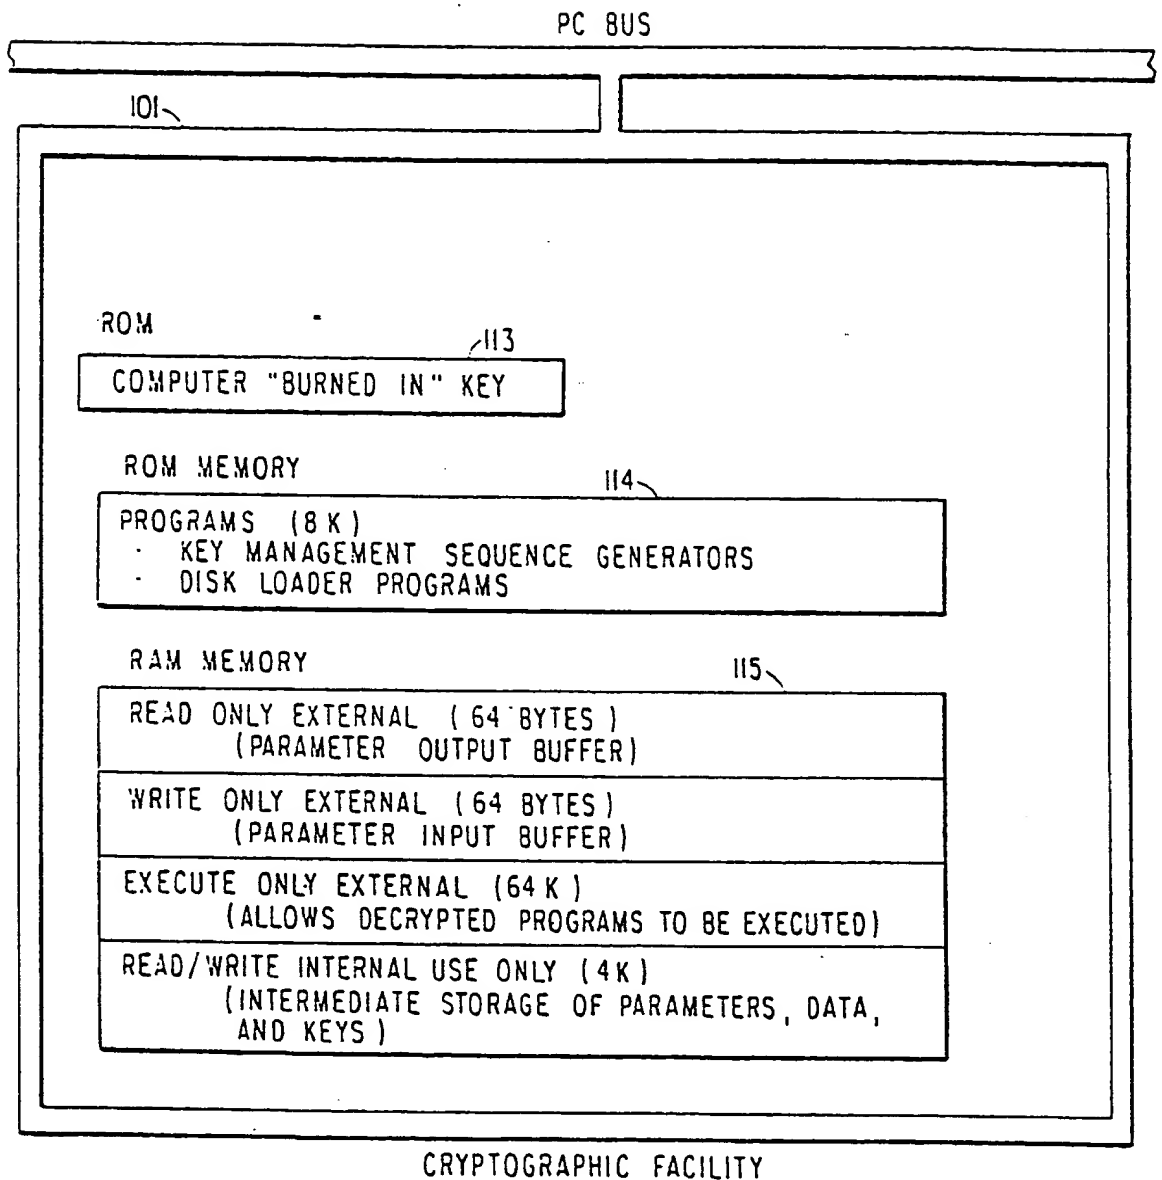 PC BUS
101
ROM
113
COMPUTER "BURNED IN" KEY
ROM MEMORY
114
PROGRAMS (8K)
· KEY MANAGEMENT SEQUENCE GENERATORS
· DISK LOADER PROGRAMS
RAM MEMORY
115
READ ONLY EXTERNAL (64 BYTES)
(PARAMETER OUTPUT BUFFER)
WRITE ONLY EXTERNAL (64 BYTES)
(PARAMETER INPUT BUFFER)
EXECUTE ONLY EXTERNAL (64K)
(ALLOWS DECRYPTED PROGRAMS TO BE EXECUTED)
READ/WRITE INTERNAL USE ONLY (4K)
(INTERMEDIATE STORAGE OF PARAMETERS, DATA,
AND KEYS)
CRYPTOGRAPHIC FACILITY